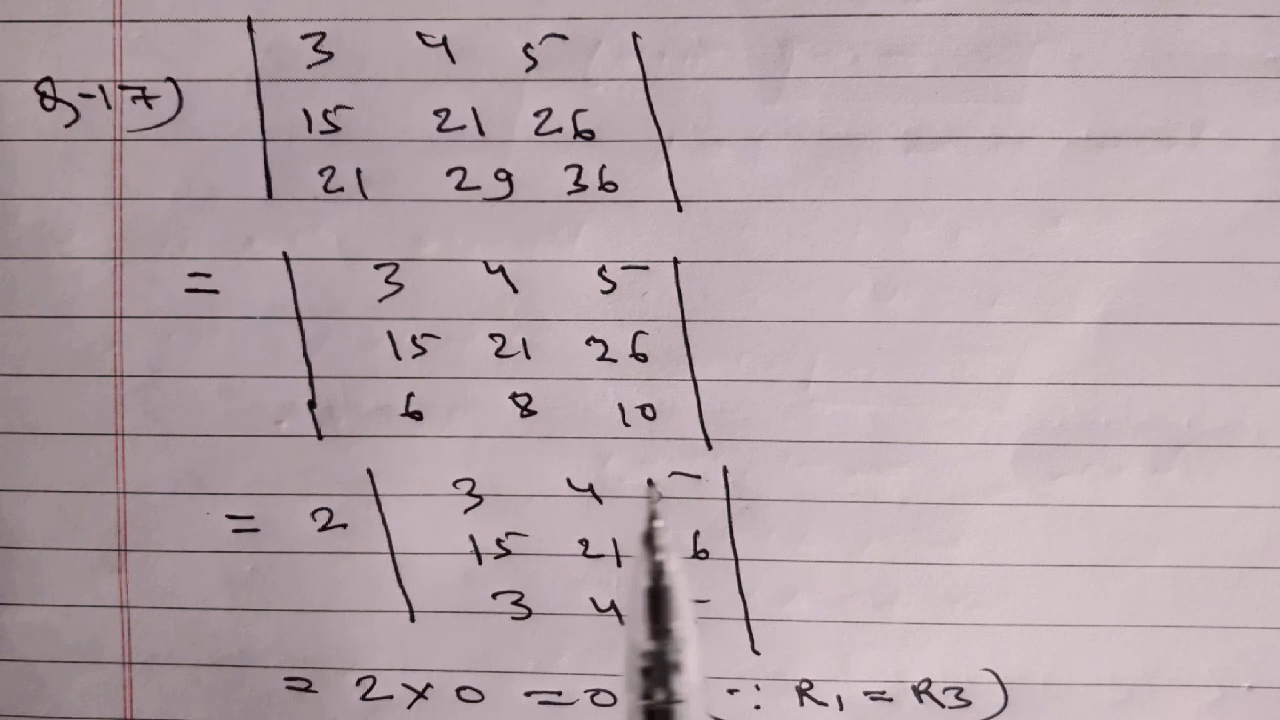 Q-17) | 3 4 5 |
| 15 21 26 |
| 21 29 36 |
= | 3 4 5 |
| 15 21 26 |
| 6 8 10 |
= 2 | 3 4 |
| 15 21 6 |
| 3 4 |
= 2×0 = 0 ∵ R1 = R3)